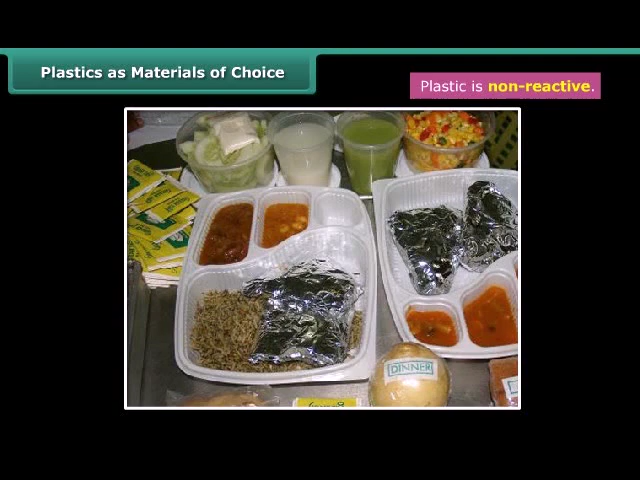 Plastics as Materials of Choice
Plastic is non-reactive.
DINNER